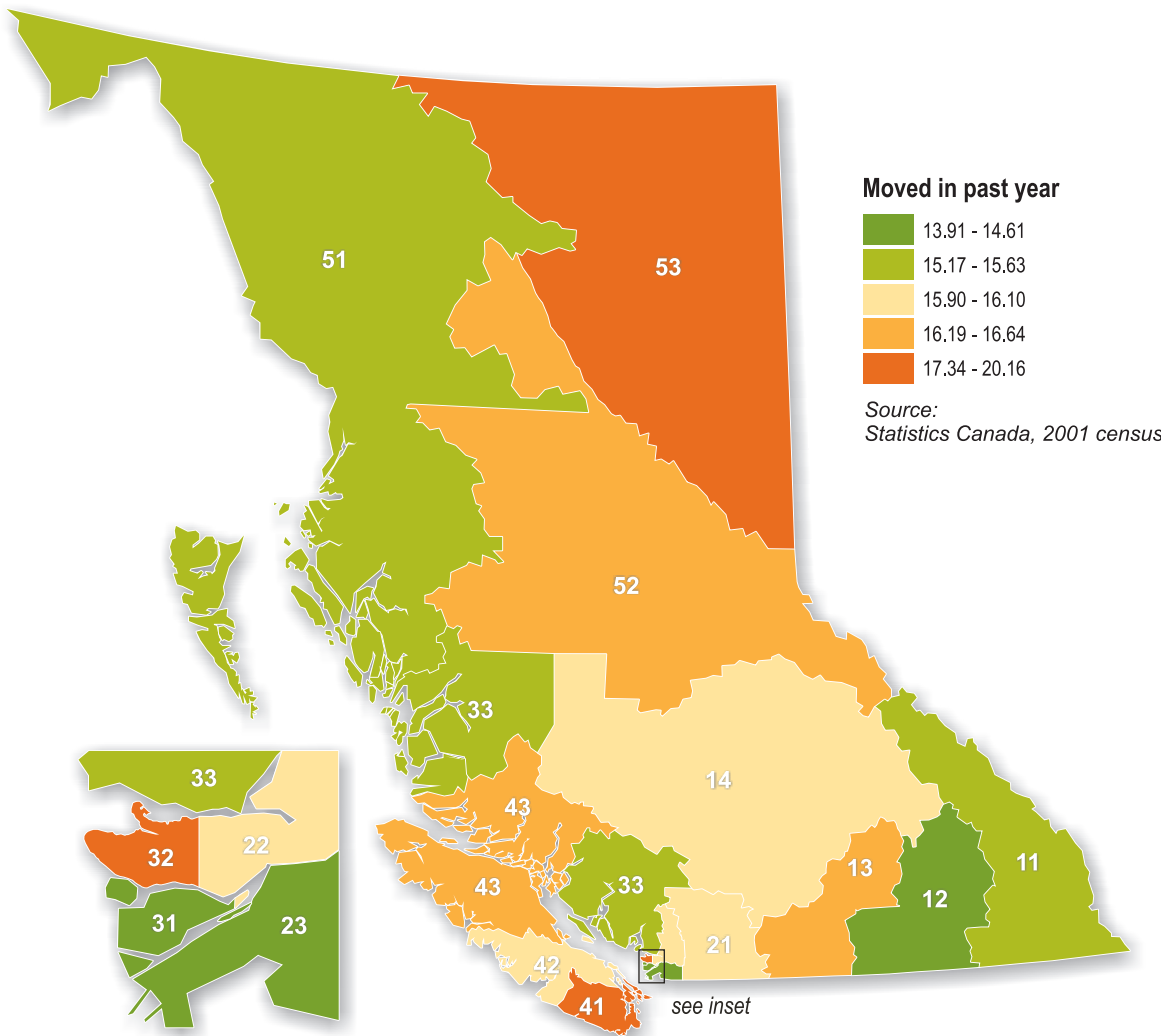 51
53
Moved in past year
13.91 - 14.61
15.17 - 15.63
15.90 - 16.10
16.19 - 16.64
17.34 - 20.16
Source:
Statistics Canada, 2001 census
52
33
14
43
33
32
22
31
23
43
33
13
12
11
21
42
41
see inset